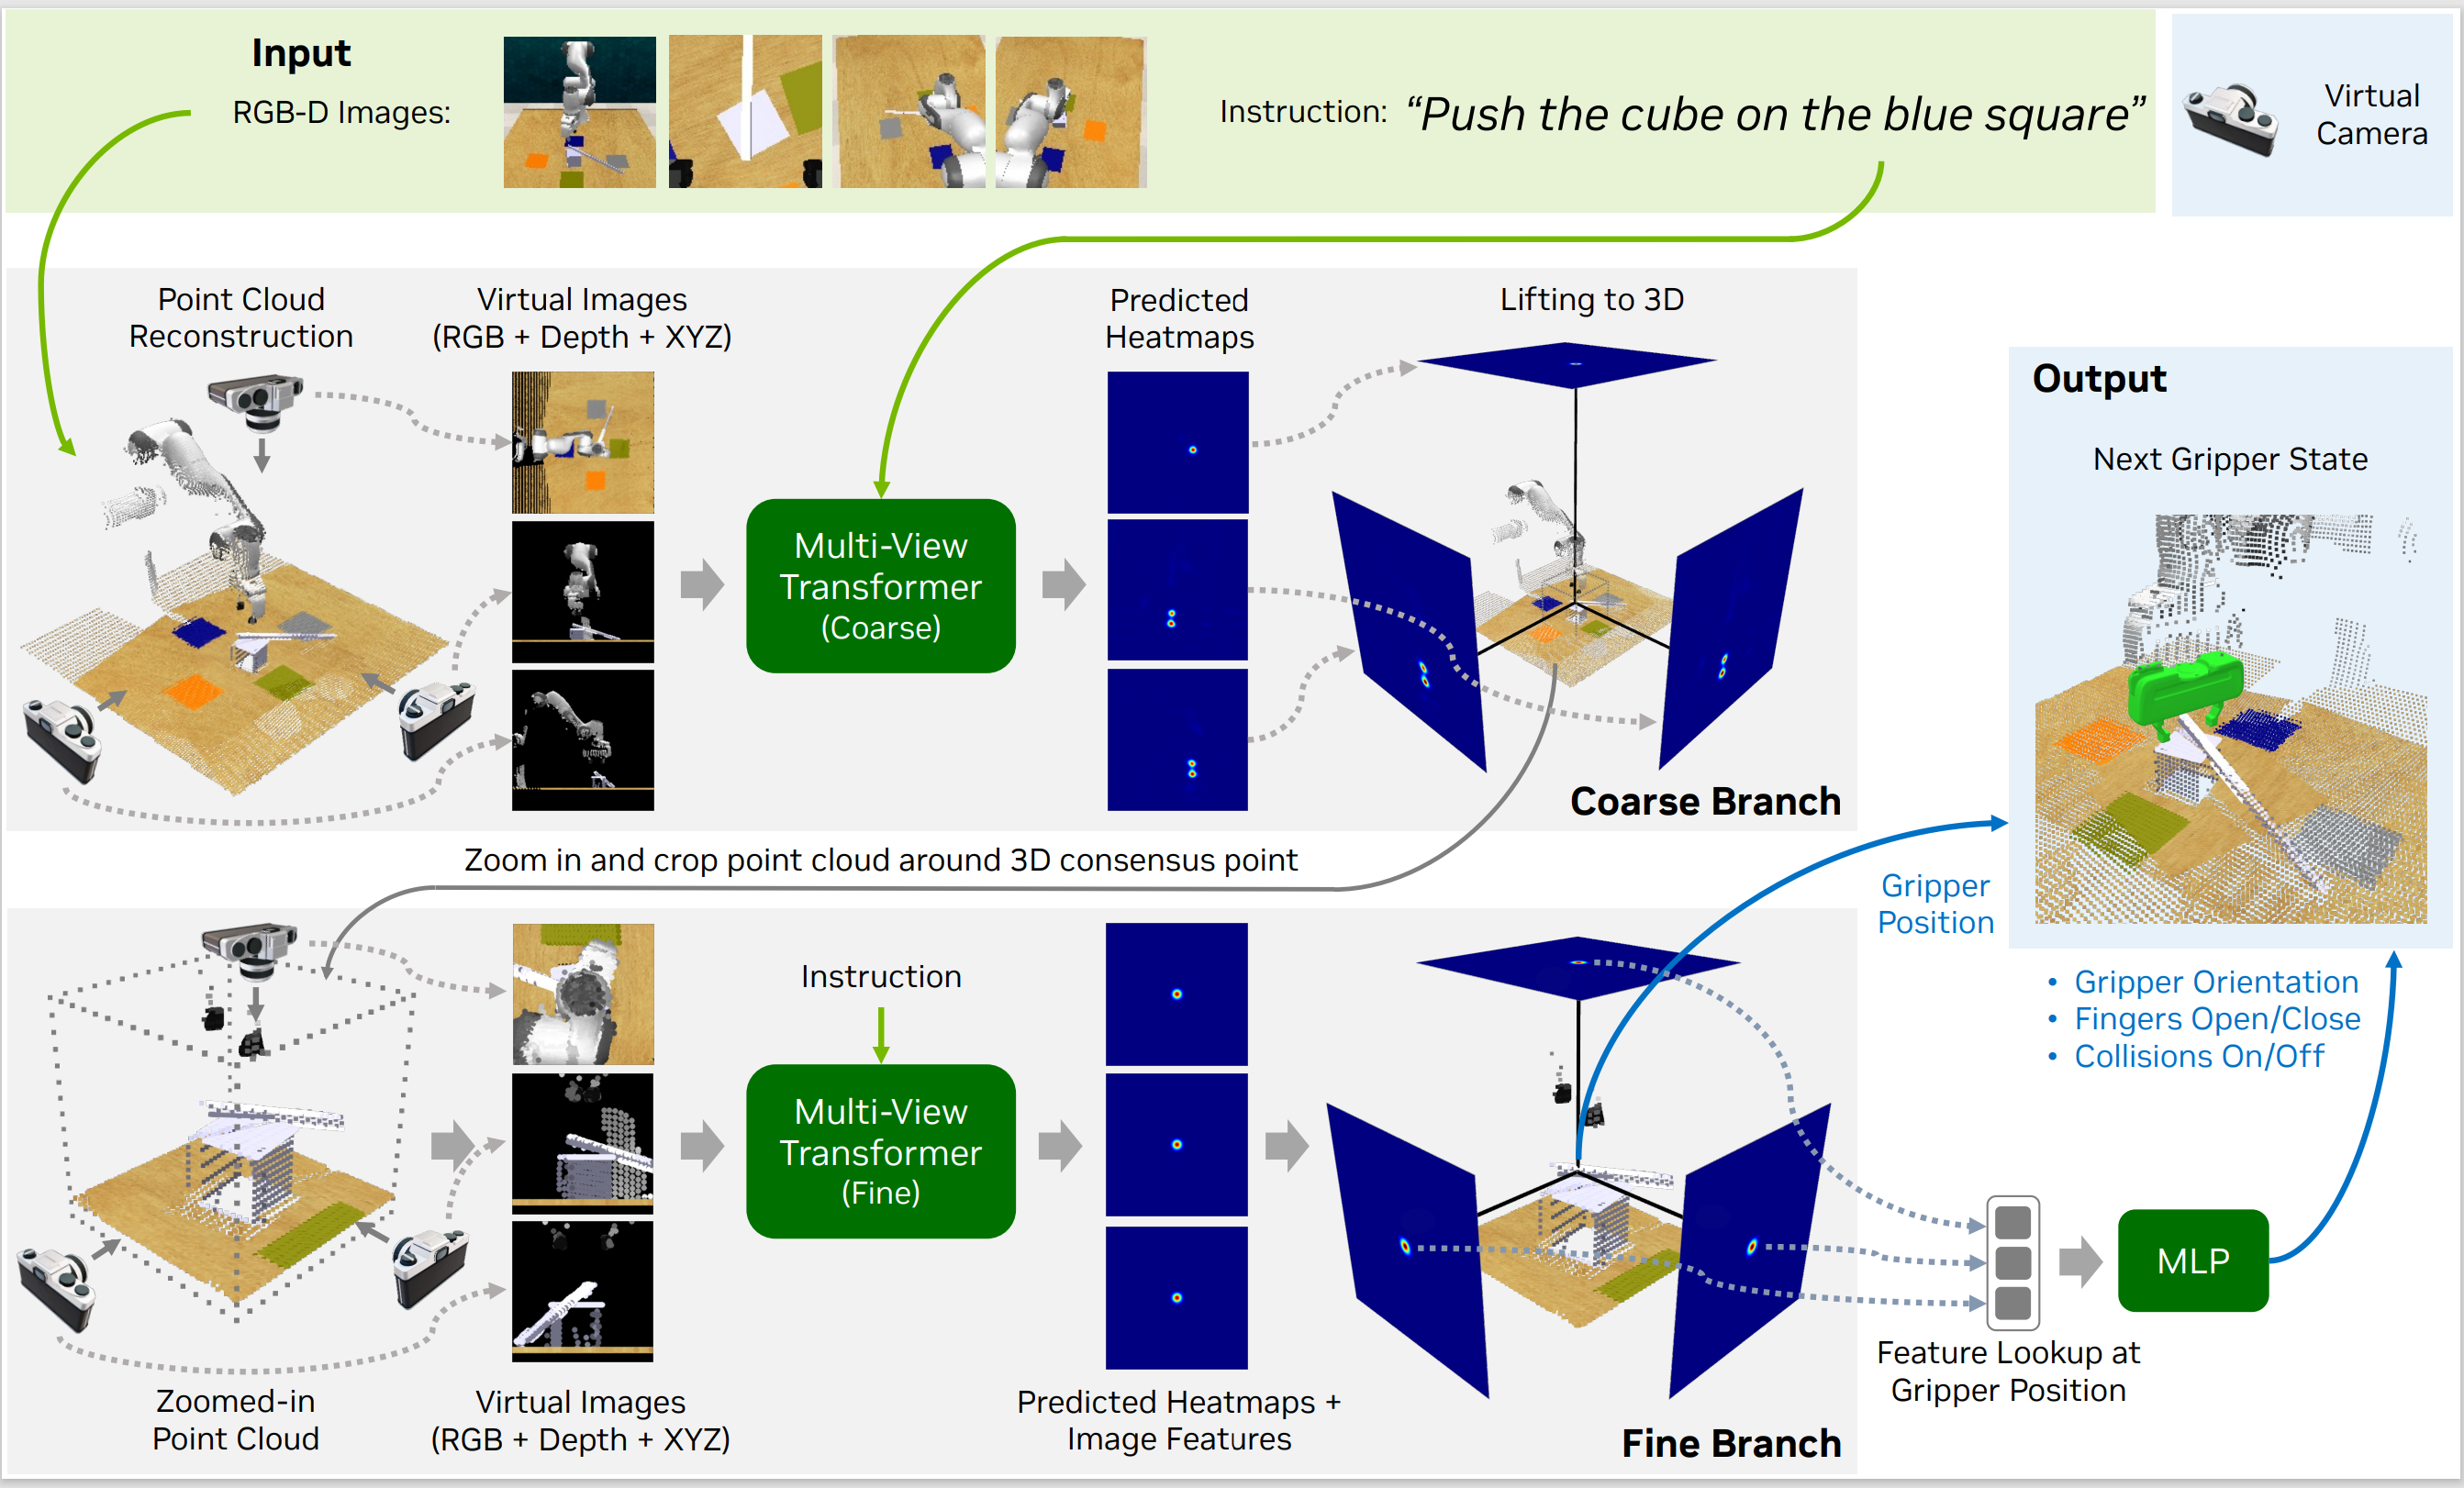 Input
RGB-D Images:
Instruction: “Push the cube on the blue square”
Virtual
Camera
Point Cloud
Reconstruction
Virtual Images
(RGB + Depth + XYZ)
Predicted
Heatmaps
Lifting to 3D
Multi-View
Transformer
(Coarse)
Coarse Branch
Output
Next Gripper State
Zoom in and crop point cloud around 3D consensus point
Gripper
Position
• Gripper Orientation
• Fingers Open/Close
• Collisions On/Off
Instruction
Multi-View
Transformer
(Fine)
MLP
Feature Lookup at
Gripper Position
Zoomed-in
Point Cloud
Virtual Images
(RGB + Depth + XYZ)
Predicted Heatmaps +
Image Features
Fine Branch